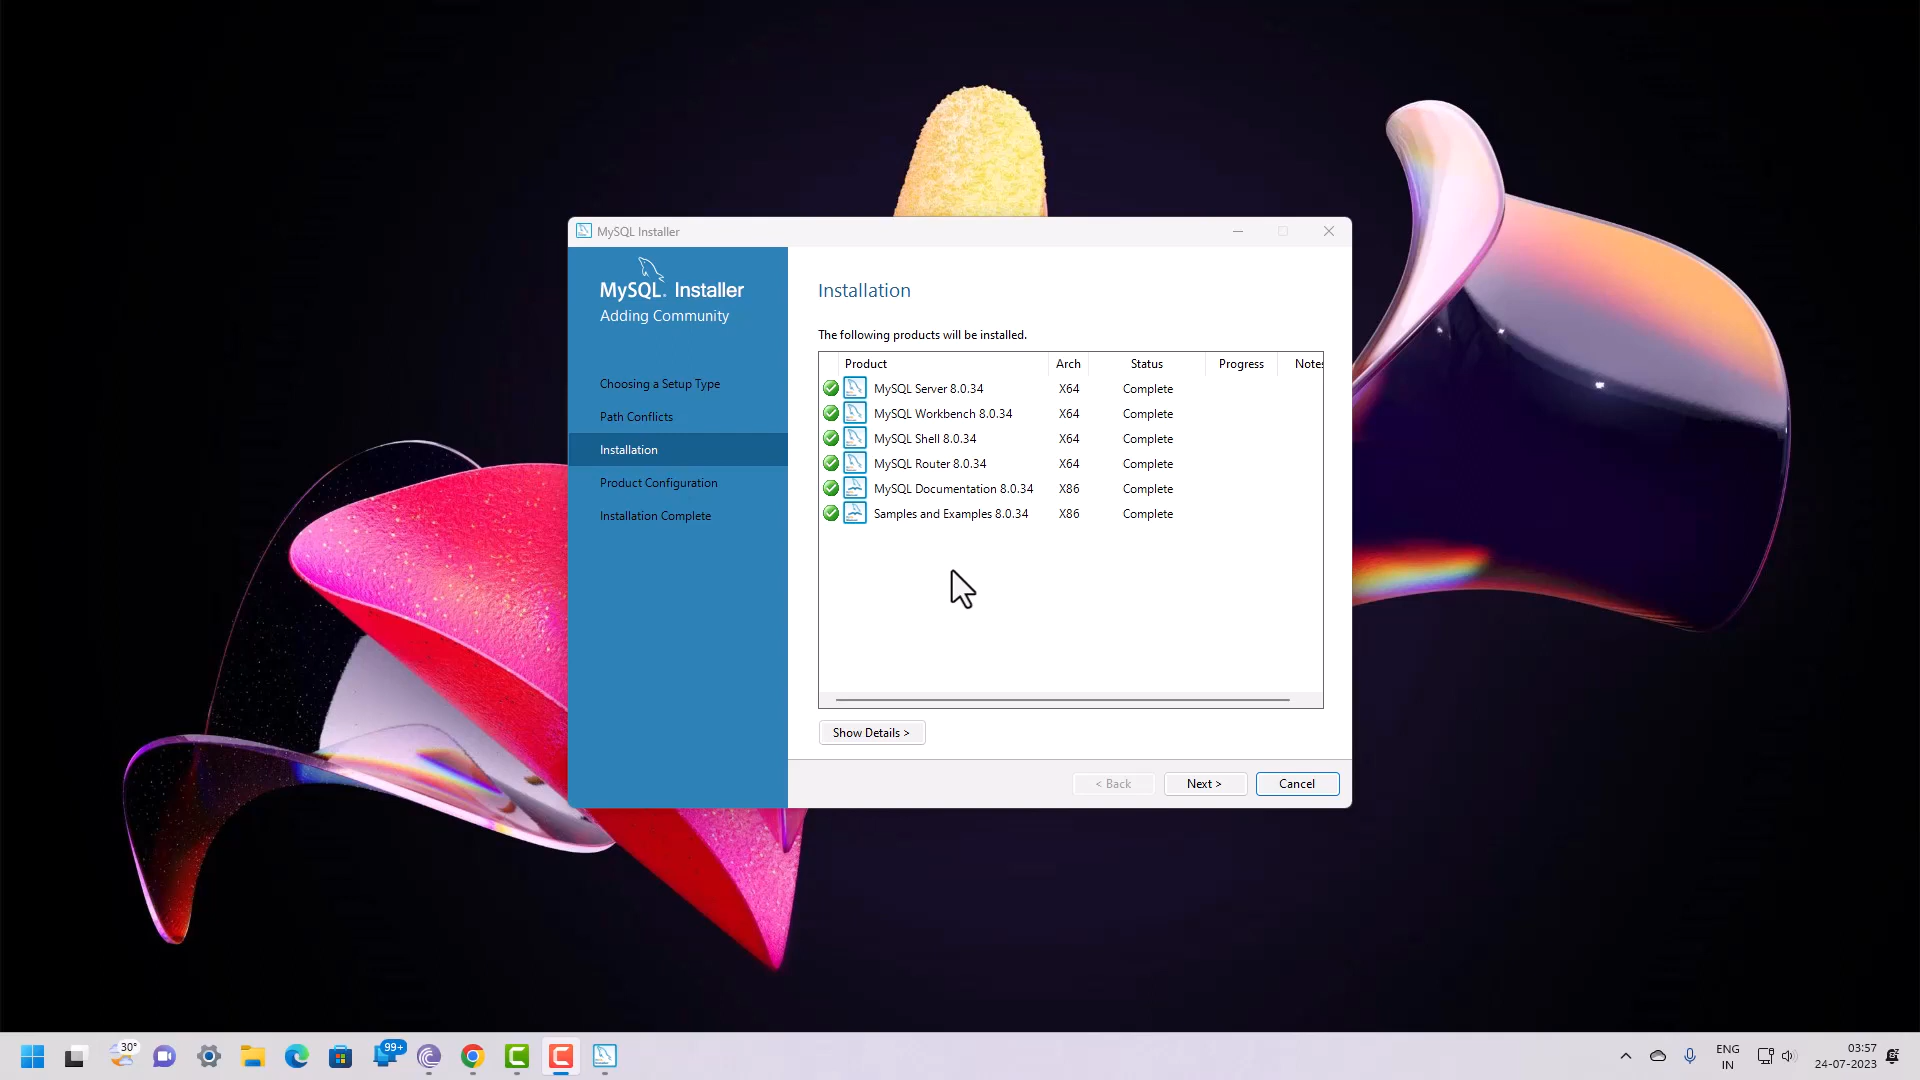 MySQL Installer
MySQL. Installer
Adding Community
Choosing a Setup Type
Path Conflicts
Installation
Product Configuration
Installation Complete
Installation
The following products will be installed.
Product Arch Status Progress Notes
MySQL Server 8.0.34 X64 Complete
MySQL Workbench 8.0.34 X64 Complete
MySQL Shell 8.0.34 X64 Complete
MySQL Router 8.0.34 X64 Complete
MySQL Documentation 8.0.34 X86 Complete
Samples and Examples 8.0.34 X86 Complete
Show Details >
< Back Next > Cancel
30°
99+
ENG
IN
03:57
24-07-2023